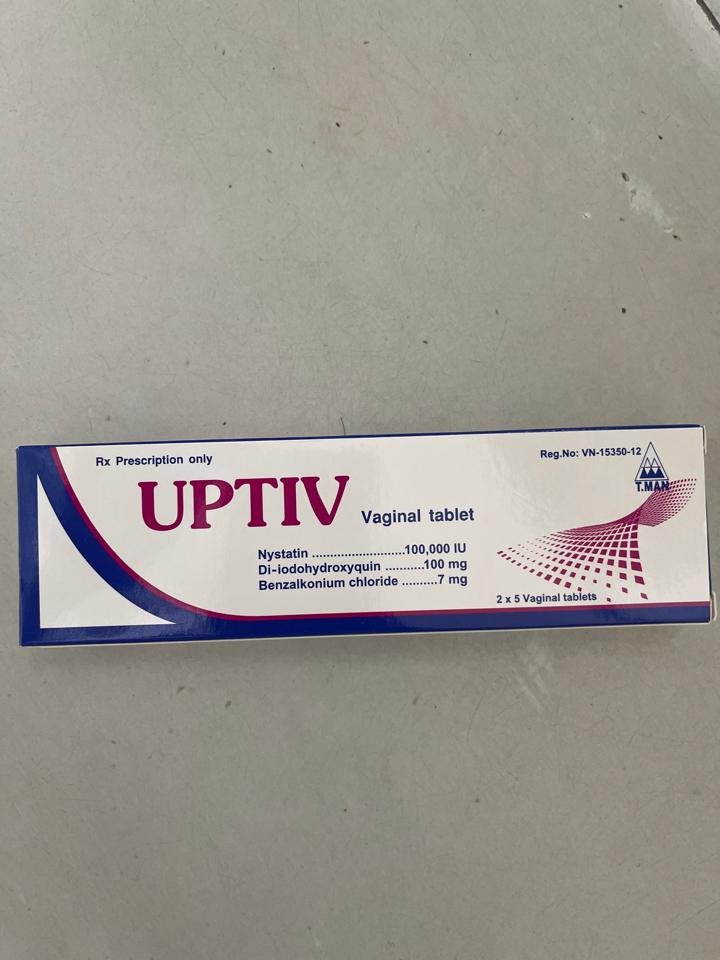 Rx Prescription only
Reg.No: VN-15350-12
T.MAN
UPTIV Vaginal tablet
Nystatin ..........................100,000 IU
Di-iodohydroxyquin ...........100 mg
Benzalkonium chloride ..........7 mg
2 x 5 Vaginal tablets